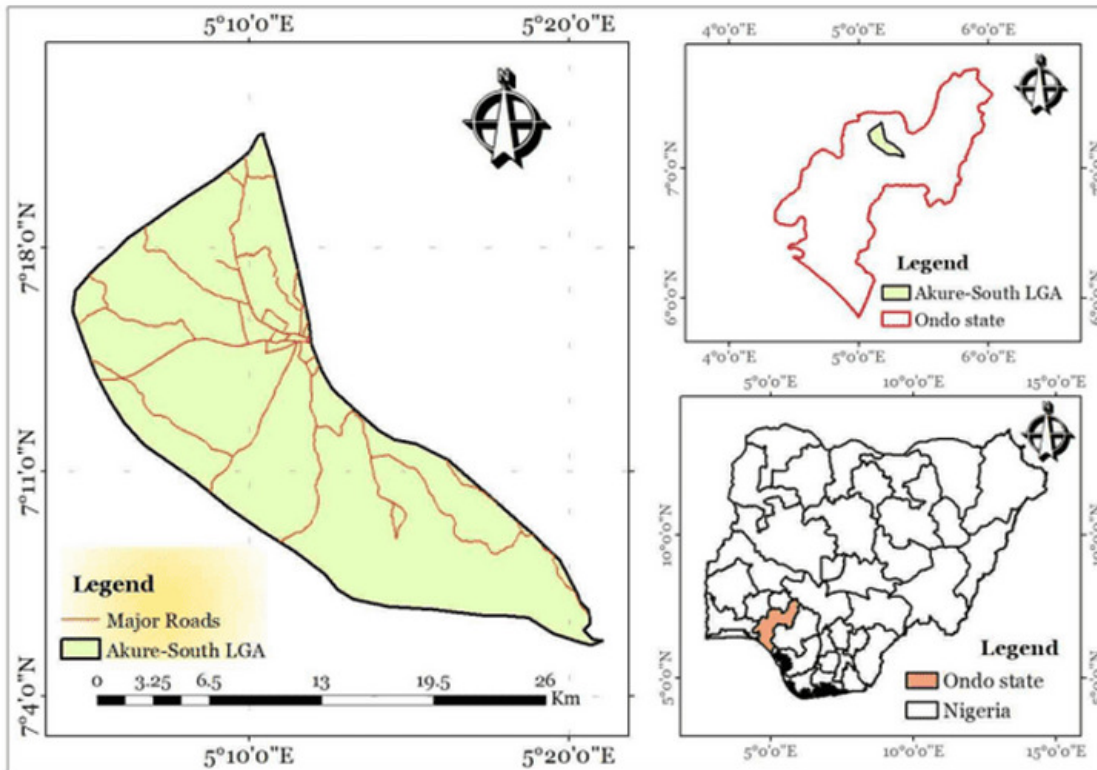 5°10'0"E 5°20'0"E
N
7°18'0"N
7°11'0"N
7°4'0"N
Legend
Major Roads
Akure-South LGA
0 3.25 6.5 13 19.5 26
Km
5°10'0"E 5°20'0"E
4°0'0"E 5°0'0"E 6°0'0"E
N
7°0'0"N
6°0'0"N
Legend
Akure-South LGA
Ondo state
4°0'0"E 5°0'0"E 6°0'0"E
5°0'0"E 10°0'0"E 15°0'0"E
N
10°0'0"N
5°0'0"N
Legend
Ondo state
Nigeria
5°0'0"E 10°0'0"E 15°0'0"E